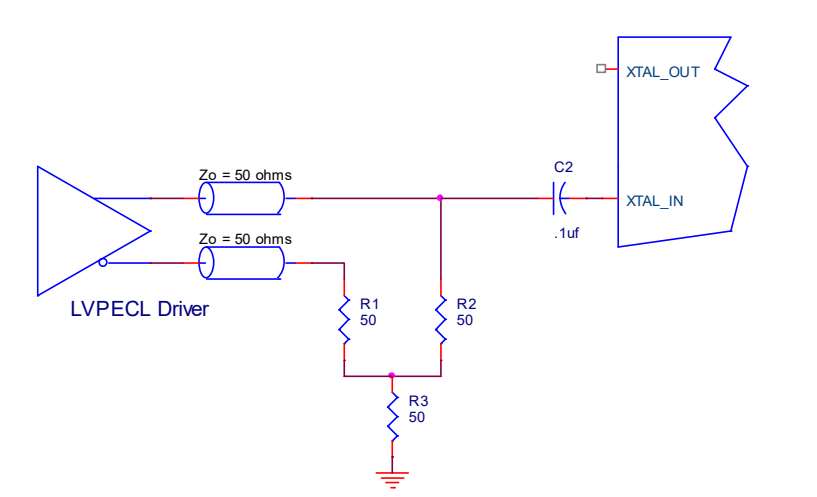 XTAL_OUT
C2
Zo = 50 ohms
XTAL_IN
.1uf
Zo = 50 ohms
LVPECL Driver
R1
50
R2
50
R3
50